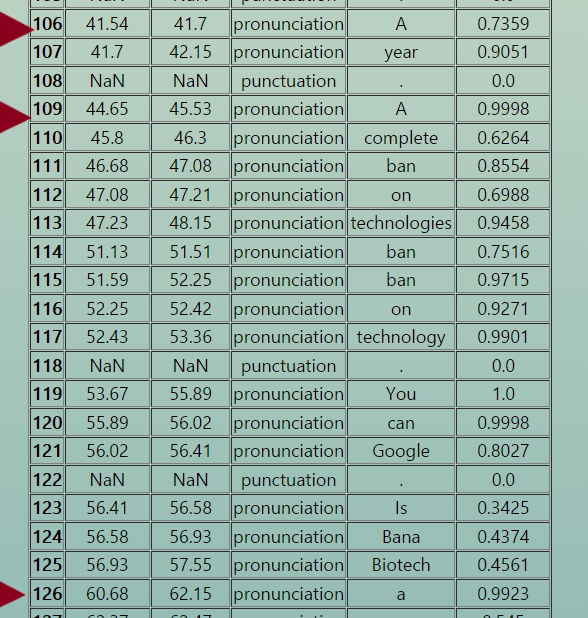 106 41.54 41.7 pronunciation A 0.7359
107 41.7 42.15 pronunciation year 0.9051
108 NaN NaN punctuation . 0.0
109 44.65 45.53 pronunciation A 0.9998
110 45.8 46.3 pronunciation complete 0.6264
111 46.68 47.08 pronunciation ban 0.8554
112 47.08 47.21 pronunciation on 0.6988
113 47.23 48.15 pronunciation technologies 0.9458
114 51.13 51.51 pronunciation ban 0.7516
115 51.59 52.25 pronunciation ban 0.9715
116 52.25 52.42 pronunciation on 0.9271
117 52.43 53.36 pronunciation technology 0.9901
118 NaN NaN punctuation . 0.0
119 53.67 55.89 pronunciation You 1.0
120 55.89 56.02 pronunciation can 0.9998
121 56.02 56.41 pronunciation Google 0.8027
122 NaN NaN punctuation . 0.0
123 56.41 56.58 pronunciation Is 0.3425
124 56.58 56.93 pronunciation Bana 0.4374
125 56.93 57.55 pronunciation Biotech 0.4561
126 60.68 62.15 pronunciation a 0.9923